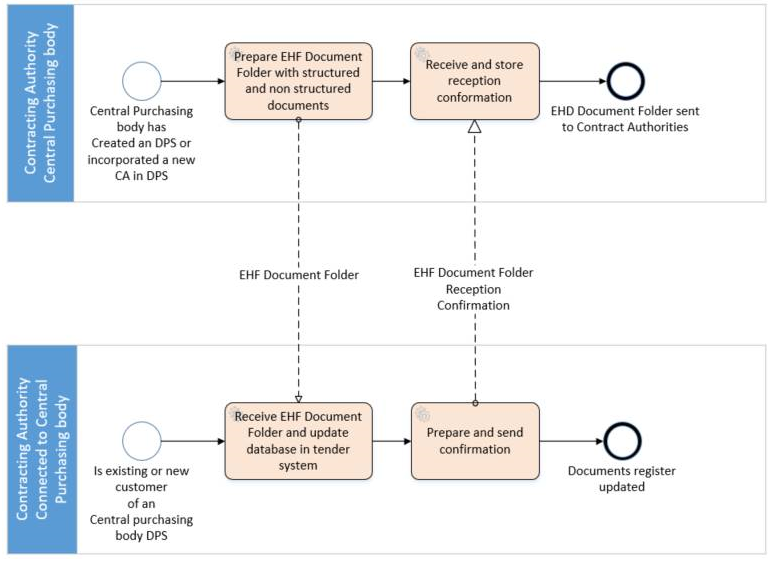 Contracting Authority
Central Purchasing body
Central Purchasing
body has
Created an DPS or
incorporated a new
CA in DPS
Prepare EHF Document
Folder with structured
and non structured
documents
Receive and store
reception
conformation
EHD Document Folder sent
to Contract Authorities
EHF Document Folder
EHF Document Folder
Reception
Confirmation
Contracting Authority
Connected to Central
Purchasing body
Is existing or new
customer
of an
Central purchasing
body DPS
Receive EHF Document
Folder and update
database in tender
system
Prepare and send
confirmation
Documents register
updated